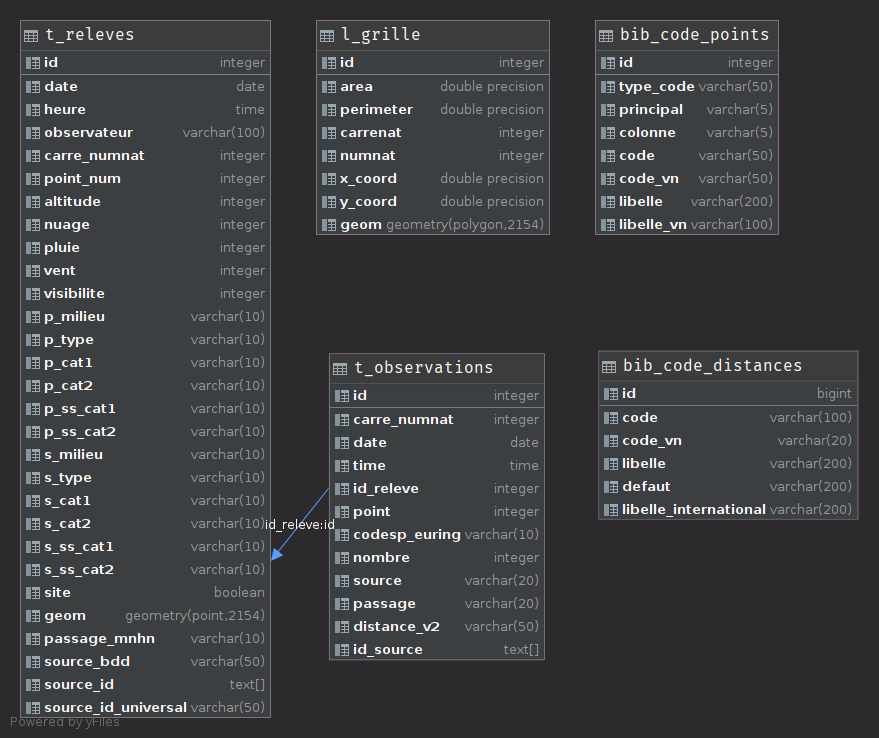 t_releves
id integer
date date
heure time
observateur varchar(100)
carre_numnat integer
point_num integer
altitude integer
nuage integer
pluie integer
vent integer
visibilite integer
p_milieu varchar(10)
p_type varchar(10)
p_cat1 varchar(10)
p_cat2 varchar(10)
p_ss_cat1 varchar(10)
p_ss_cat2 varchar(10)
s_milieu varchar(10)
s_type varchar(10)
s_cat1 varchar(10)
s_cat2 varchar(10)
s_ss_cat1 varchar(10)
s_ss_cat2 varchar(10)
site boolean
geom geometry(point,2154)
passage_mnhn varchar(10)
source_bdd varchar(50)
source_id text[]
source_id_universal varchar(50)
l_grille
id integer
area double precision
perimeter double precision
carrenat integer
numnat integer
x_coord double precision
y_coord double precision
geom geometry(polygon,2154)
bib_code_points
id integer
type_code varchar(50)
principal varchar(5)
colonne varchar(5)
code varchar(50)
code_vn varchar(50)
libelle varchar(200)
libelle_vn varchar(100)
id_releve:id
t_observations
id integer
carre_numnat integer
date date
time time
id_releve integer
point integer
codesp_euring varchar(10)
nombre integer
source varchar(20)
passage varchar(20)
distance_v2 varchar(50)
id_source text[]
bib_code_distances
id bigint
code varchar(100)
code_vn varchar(20)
libelle varchar(200)
defaut varchar(200)
libelle_international varchar(200)
Powered by yFiles